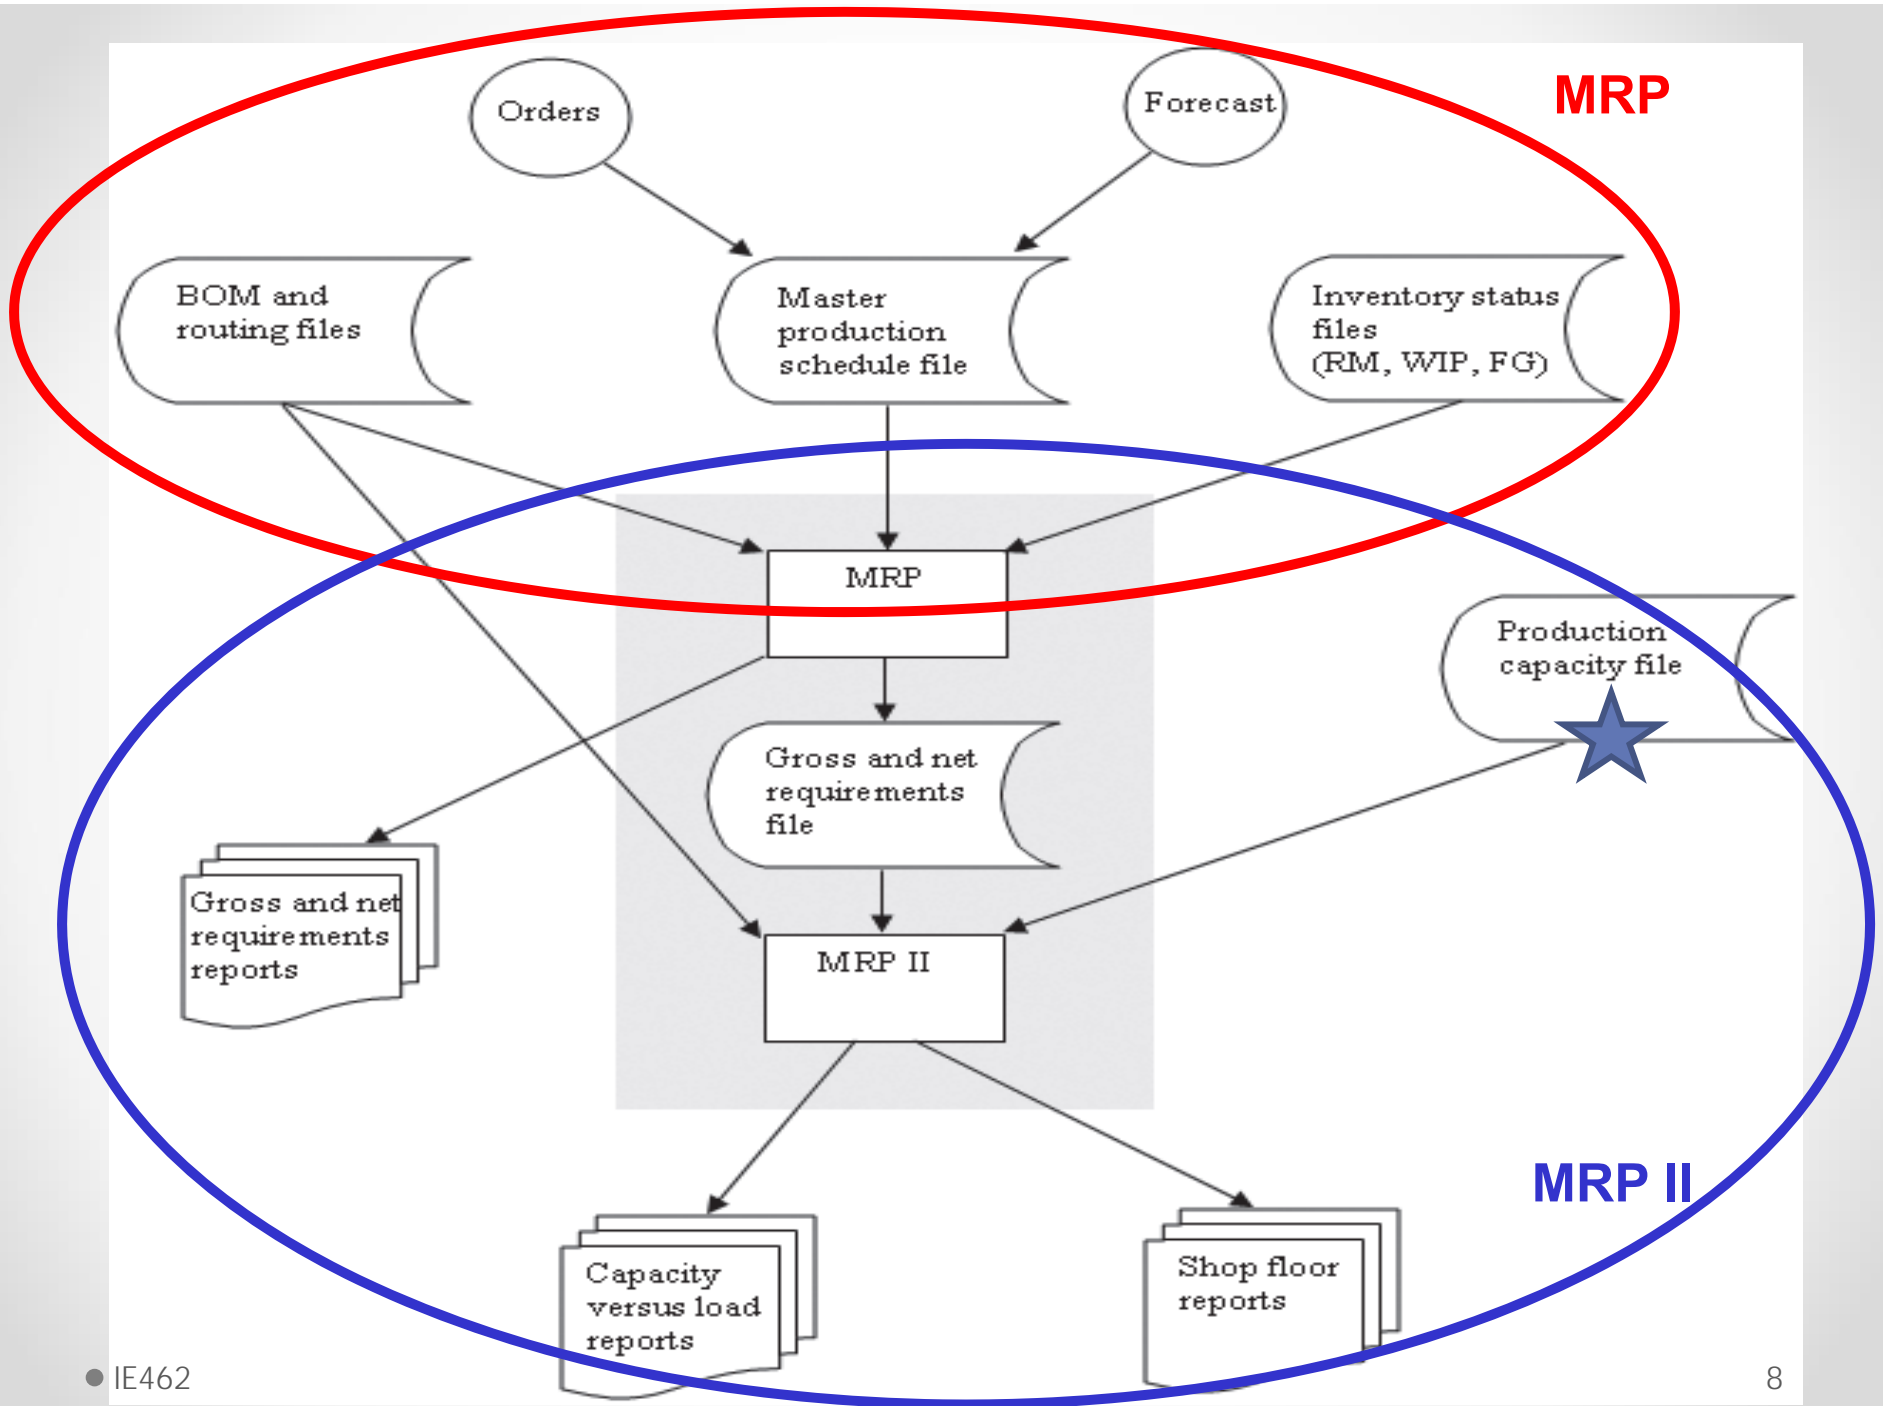 MRP
Orders
Forecast
BOM and
routing files
Master
production
schedule file
Inventory status
files
(RM, WIP, FG)
MRP
Production
capacity file
Gross and net
requirements
file
Gross and net
requirements
reports
MRP II
MRP II
Capacity
versus load
reports
Shop floor
reports
IE462
8